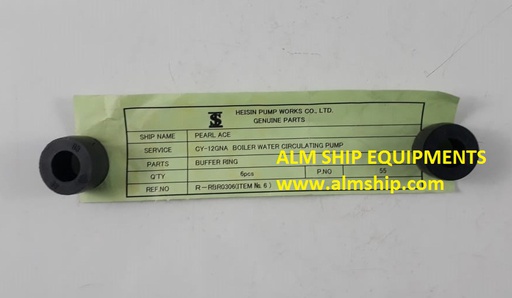 HEISIN PUMP WORKS CO., LTD.
GENUINE PARTS
SHIP NAME PEARL ACE
SERVICE CY-12GNA BOILER WATER CIRCULATING PUMP
PARTS BUFFER RING
Q'TY 6pcs P.NO 55
REF.NO (ITEM № 6)
ALM SHIP EQUIPMENTS
www.almship.com